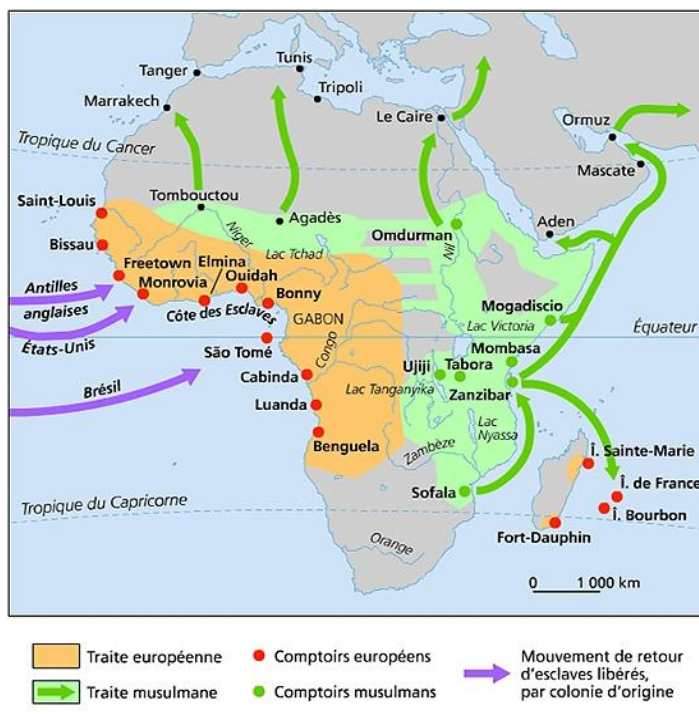 Tunis
Tanger
Tripoli
Marrakech
Le Caire
Ormuz
Tropique du Cancer
Mascate
Saint-Louis
Tombouctou
Agadès
Omdurman
Aden
Bissau
Niger
Lac Tchad
Nil
Freetown
Elmina
Antilles
anglaises
Monrovia
Ouidah
Bonny
Mogadiscio
Côte des Esclaves
GABON
Lac Victoria
Équateur
États-Unis
São Tomé
Congo
Mombasa
Ujiji
Tabora
Brésil
Cabinda
Lac Tanganyika
Zanzibar
Luanda
Lac
Nyassa
Benguela
Zambèze
Î. Sainte-Marie
Î. de France
Sofala
Tropique du Capricorne
Î. Bourbon
Fort-Dauphin
Orange
0 1 000 km
Traite européenne
Comptoirs européens
Mouvement de retour
d'esclaves libérés,
par colonie d'origine
Traite musulmane
Comptoirs musulmans